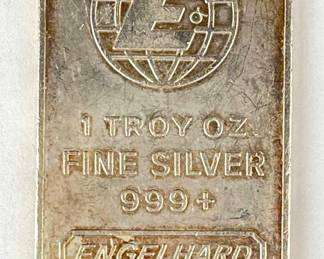 E
1 TROY OZ.
FINE SILVER
999+
ENGELHARD